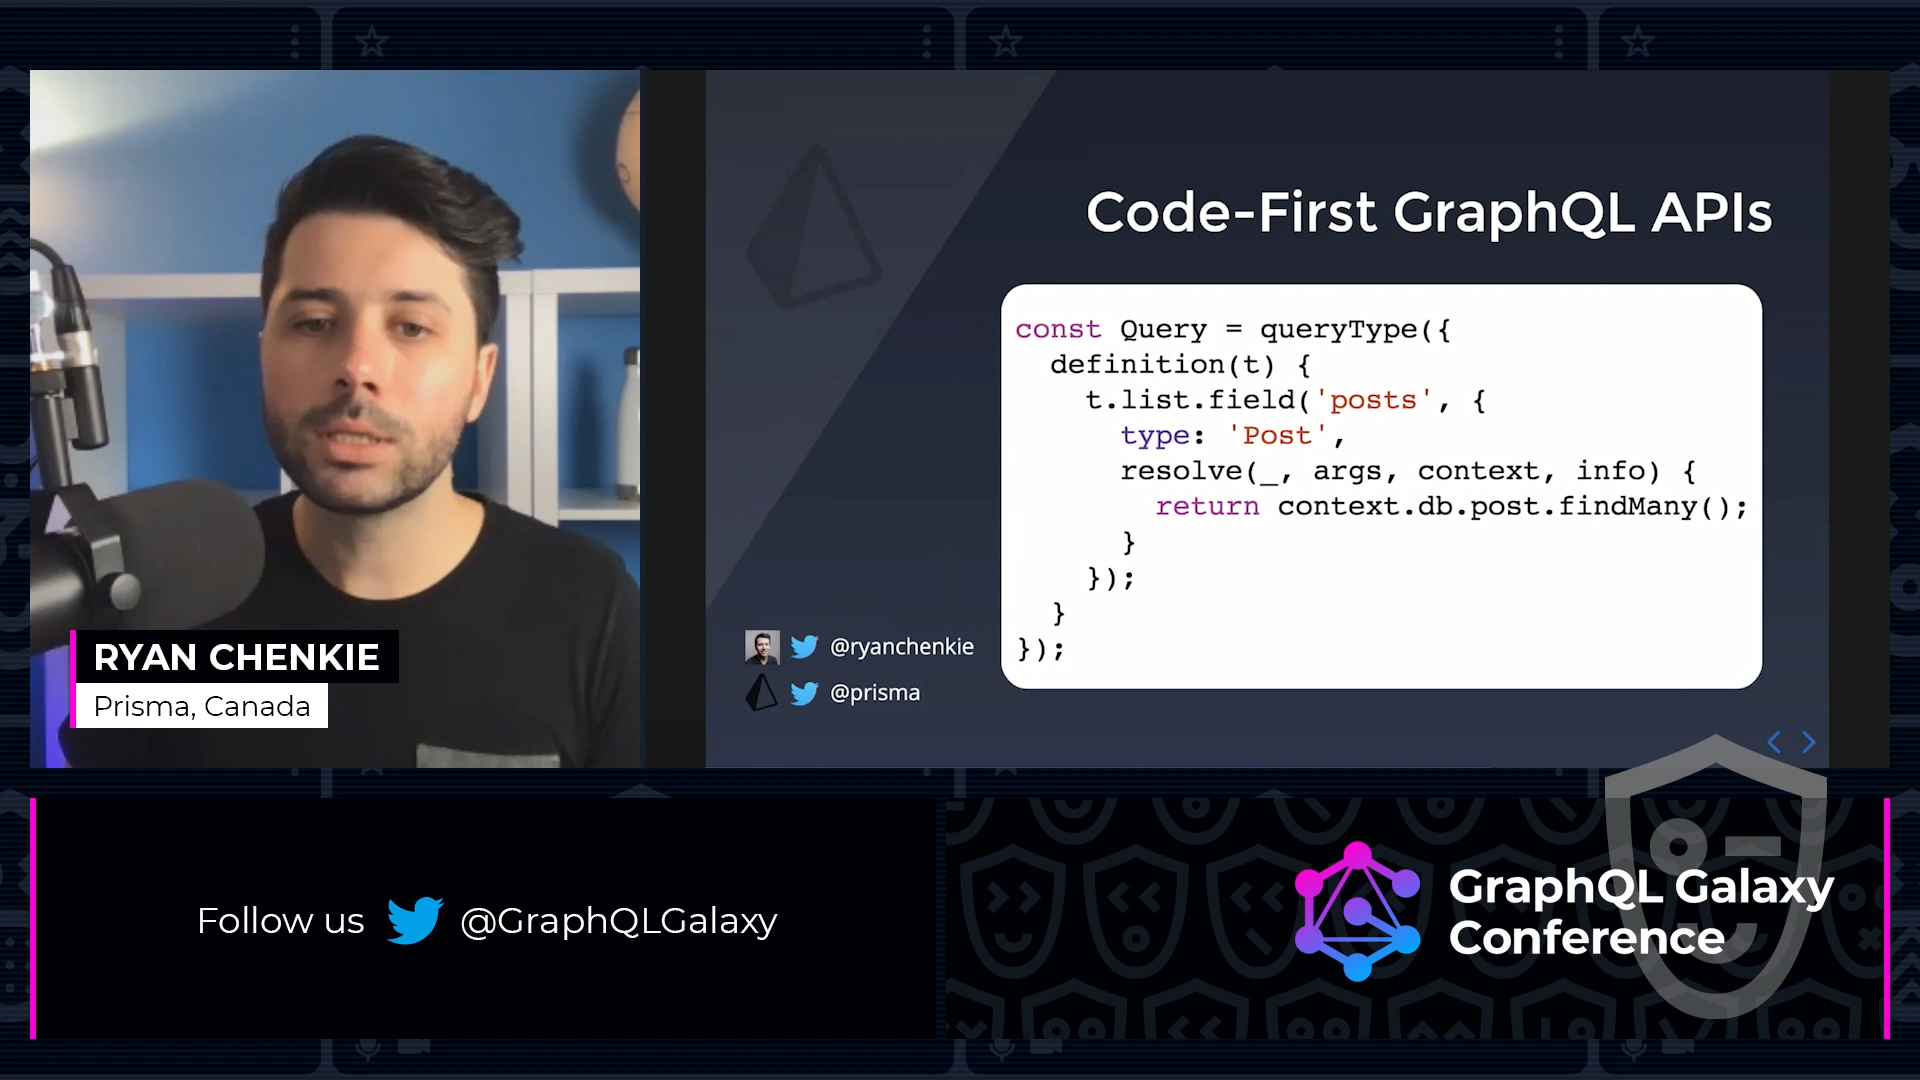 RYAN CHENKIE
Prisma, Canada
Code-First GraphQL APIs
const Query = queryType({
definition(t) {
t.list.field('posts', {
type: 'Post',
resolve(_, args, context, info) {
return context.db.post.findMany();
}
});
}
});
@ryanchenkie
@prisma
Follow us @GraphQLGalaxy
GraphQL Galaxy
Conference